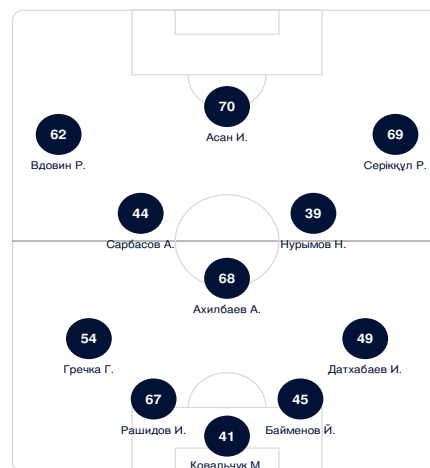 70
Асан И.
62
Вдовин Р.
69
Серікқұл Р.
44
Сарбасов А.
39
Нурымов Н.
68
Ахилбаев А.
54
Гречка Г.
49
Датхабаев И.
67
Рашидов И.
45
Байменов Й.
41
Ковальчук М.